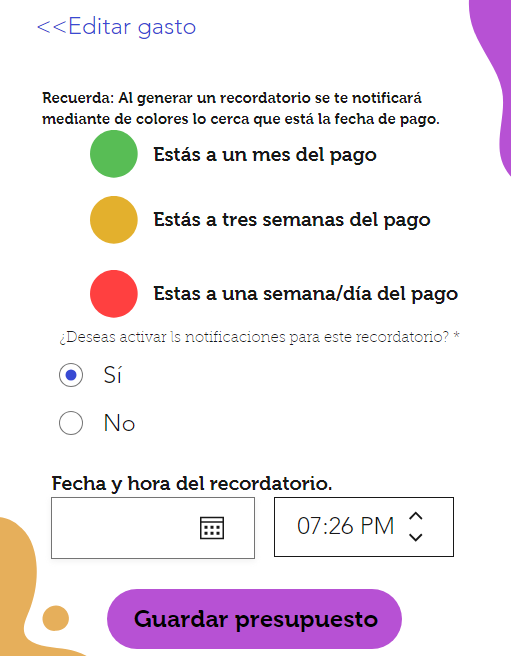 <<Editar gasto
Recuerda: Al generar un recordatorio se te notificará
mediante de colores lo cerca que está la fecha de pago.
Estás a un mes del pago
Estás a tres semanas del pago
Estas a una semana/día del pago
¿Deseas activar ls notificaciones para este recordatorio? *
Sí
No
Fecha y hora del recordatorio.
07:26 PM
Guardar presupuesto